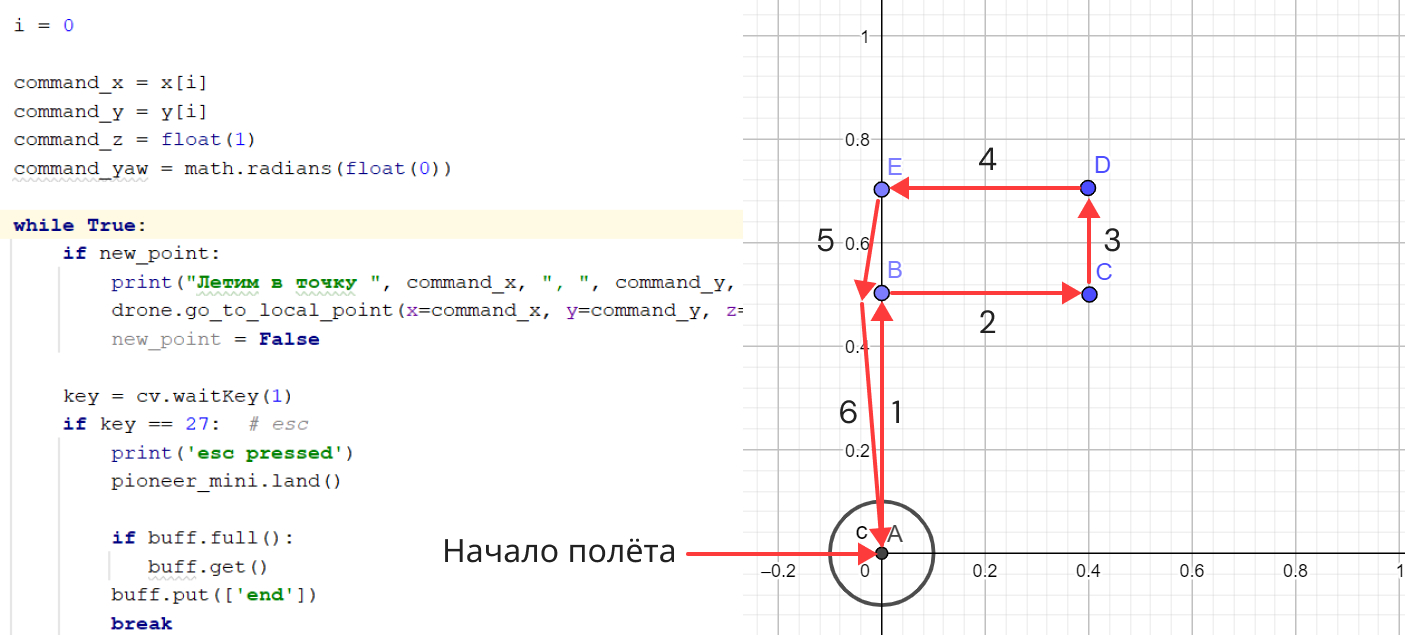 i = 0
command_x = x[i]
command_y = y[i]
command_z = float(1)
command_yaw = math.radians(float(0))
while True:
if new_point:
print("Летим в точку ", command_x, ", ", command_y,
drone.go_to_local_point(x=command_x, y=command_y, z=
new_point = False
key = cv.waitKey(1)
if key == 27:  # esc
print('esc pressed')
pioneer_mini.land()
if buff.full():
buff.get()
buff.put(['end'])
break
Начало полёта
1
0.8
0.6
0.4
0.2
–0.2
0
0.2
0.4
0.6
0.8
1
E
4
D
5
3
B
C
2
6
1
c
A